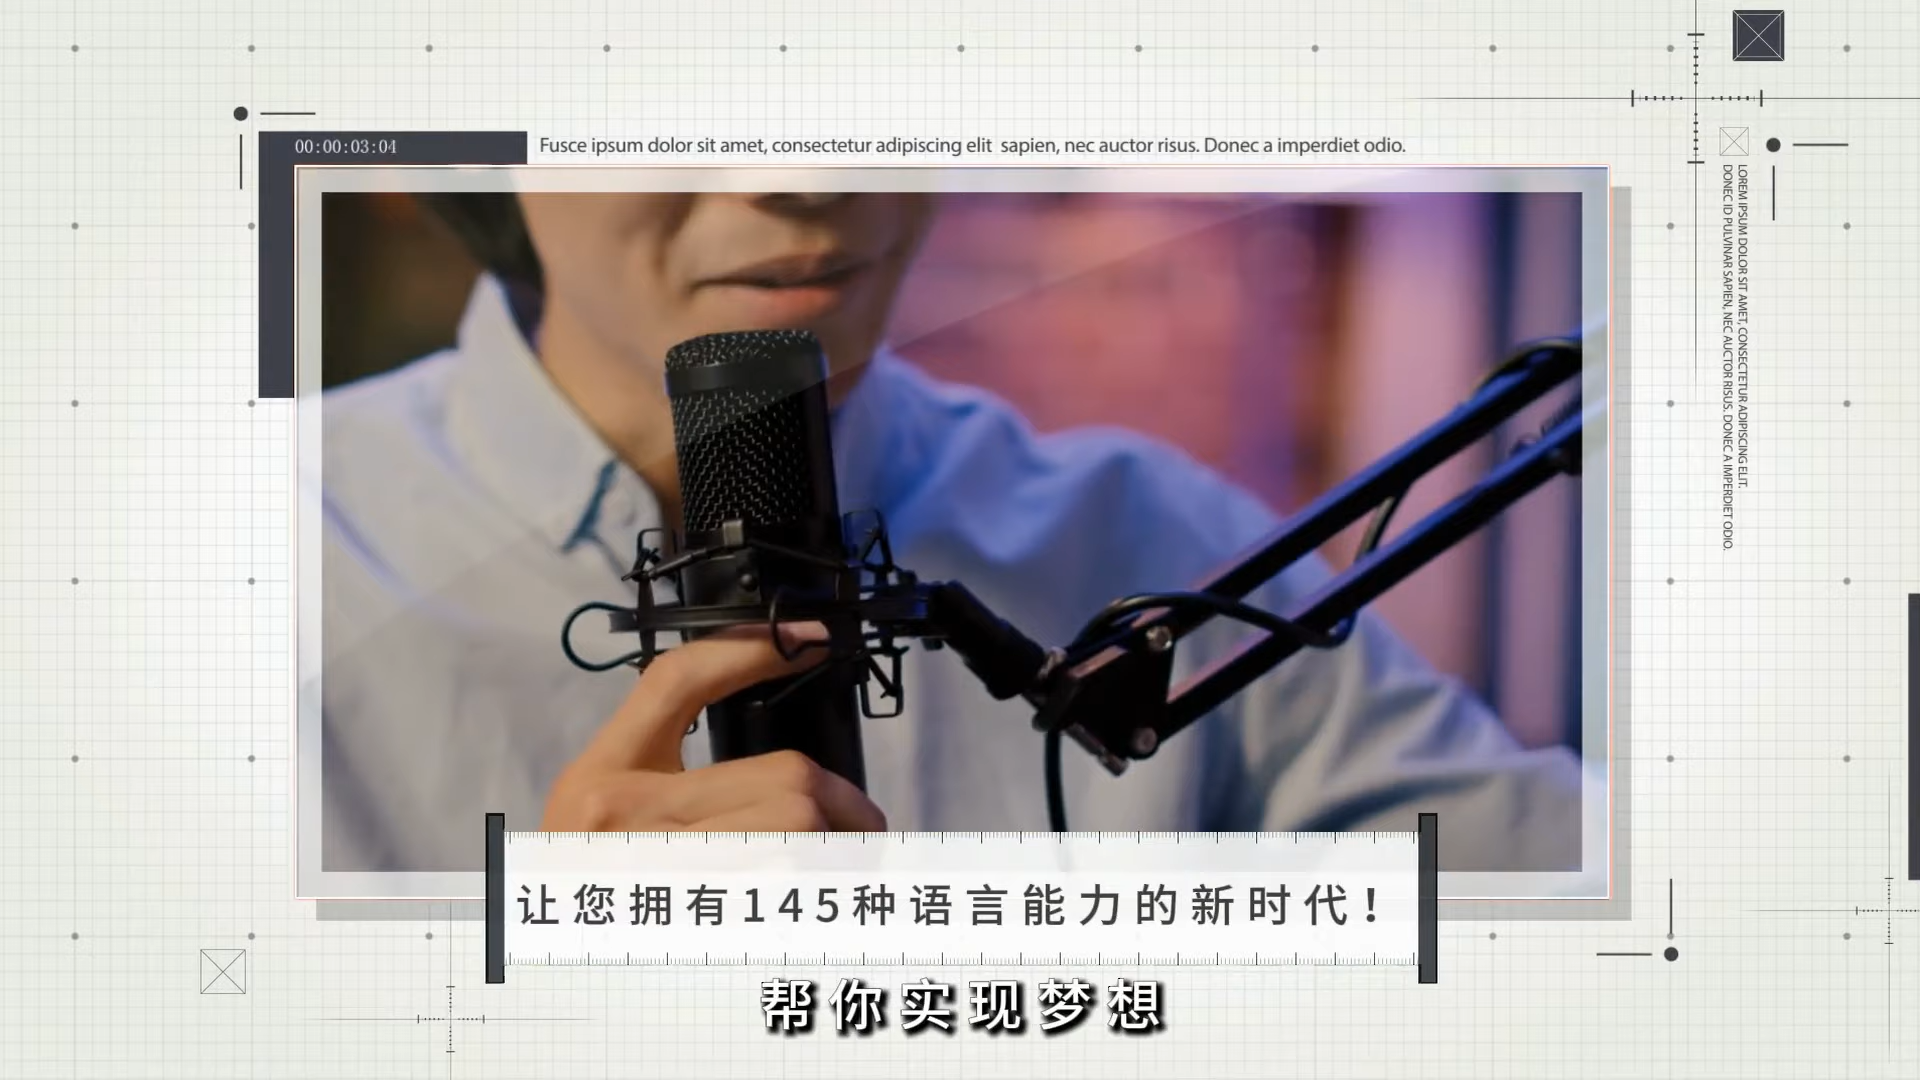 00:00:03:04
Fusce ipsum dolor sit amet, consectetur adipiscing elit sapien, nec auctor risus. Donec a imperdiet odio.
LOREM IPSUM DOLOR SIT AMET, CONSECTETUR ADIPISCING ELIT.
DONEC ID PULVINAR SAPIEN, NEC AUCTOR RISUS. DONEC A IMPERDIET ODIO.
让您拥有145种语言能力的新时代！
帮你实现梦想